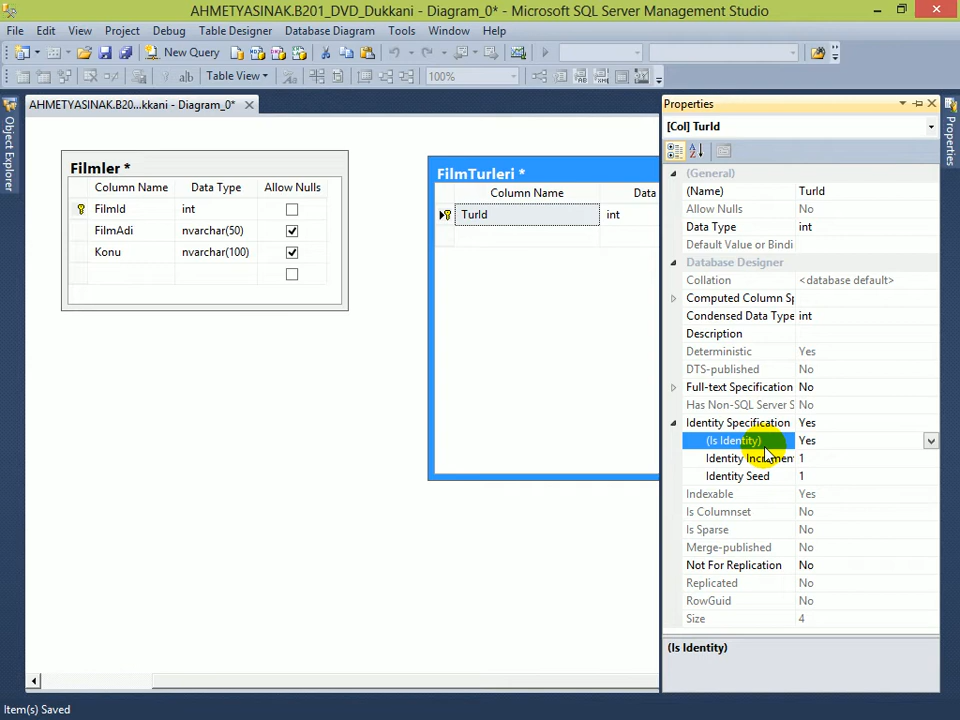 AHMETYASINAK.B201_DVD_Dukkani - Diagram_0* - Microsoft SQL Server Management Studio
File Edit View Project Debug Table Designer Database Diagram Tools Window Help
New Query
Table View 100%
AHMETYASINAK.B20...kkani - Diagram_0*
Object Explorer
Filmler *
Column Name Data Type Allow Nulls
FilmId int
FilmAdi nvarchar(50)
Konu nvarchar(100)
FilmTurleri *
Column Name Data
TurId int
Properties
[Col] TurId
(General)
(Name) TurId
Allow Nulls No
Data Type int
Default Value or Bindi
Database Designer
Collation <database default>
Computed Column Sp
Condensed Data Type int
Description
Deterministic Yes
DTS-published No
Full-text Specification No
Has Non-SQL Server S No
Identity Specification Yes
(Is Identity) Yes
Identity Increment 1
Identity Seed 1
Indexable Yes
Is Columnset No
Is Sparse No
Merge-published No
Not For Replication No
Replicated No
RowGuid No
Size 4
(Is Identity)
Properties
Item(s) Saved